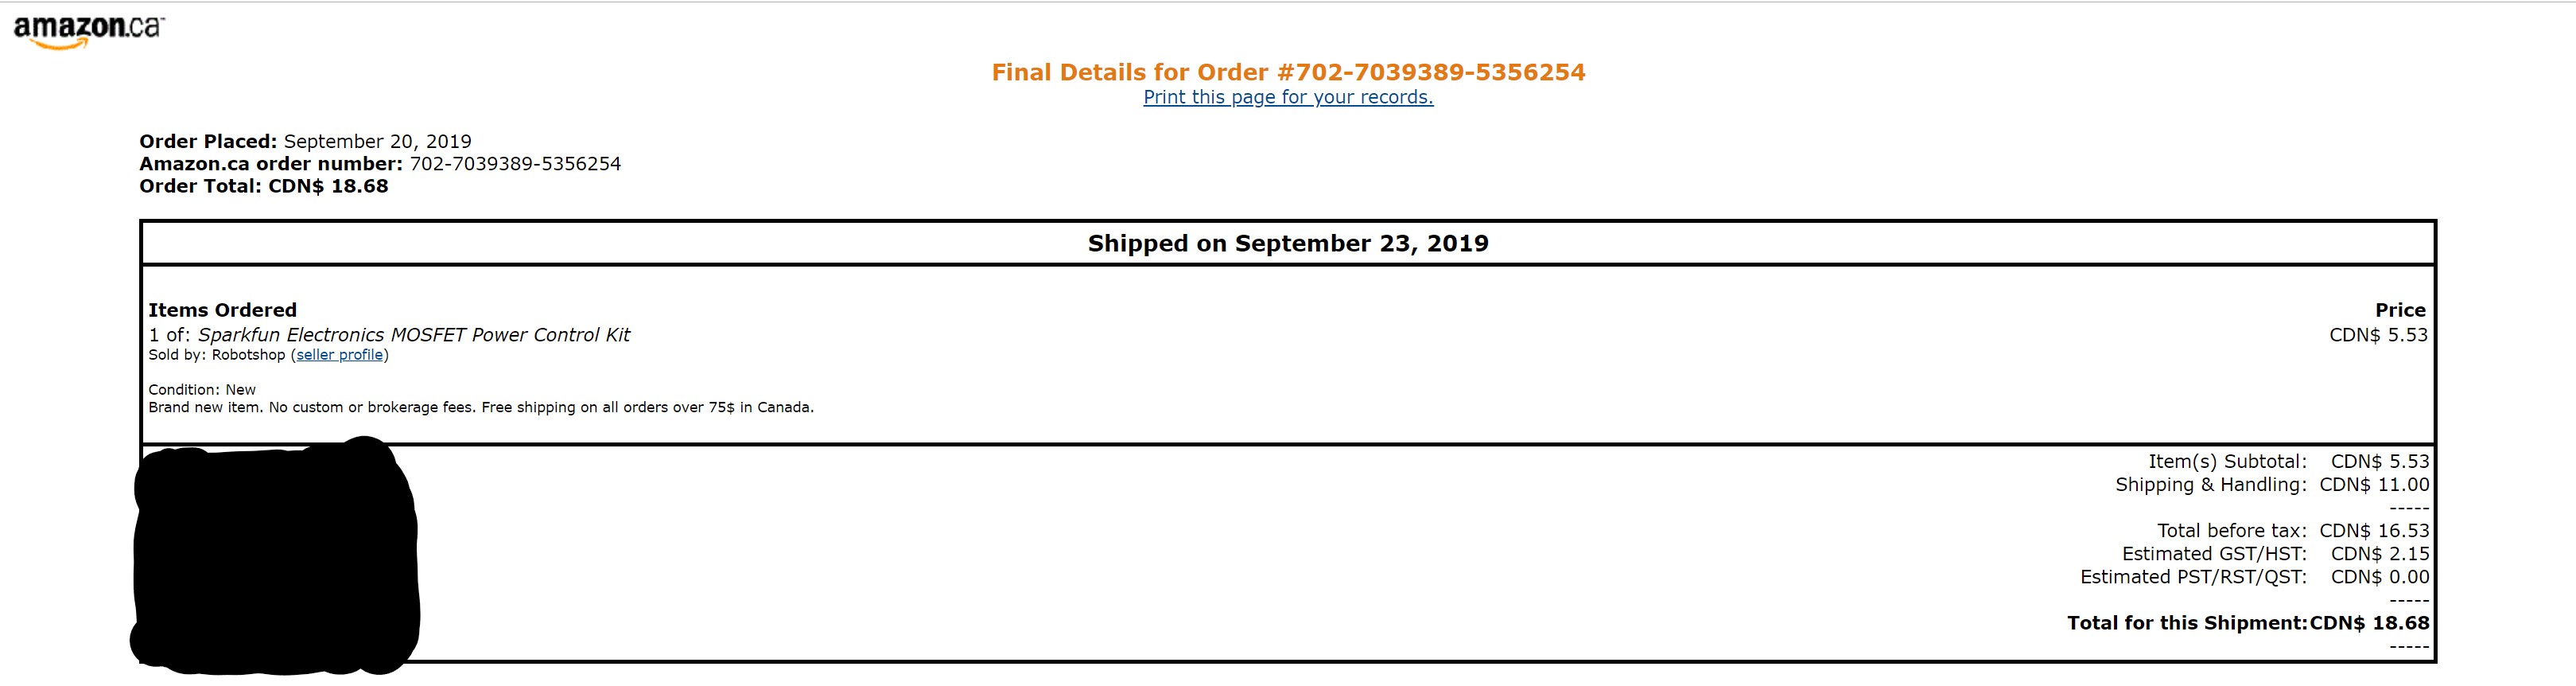 amazon.ca
Final Details for Order #702-7039389-5356254
Print this page for your records.
Order Placed: September 20, 2019
Amazon.ca order number: 702-7039389-5356254
Order Total: CDN$ 18.68
Shipped on September 23, 2019
Items Ordered Price
1 of: Sparkfun Electronics MOSFET Power Control Kit CDN$ 5.53
Sold by: Robotshop (seller profile)
Condition: New
Brand new item. No custom or brokerage fees. Free shipping on all orders over 75$ in Canada.
Item(s) Subtotal: CDN$ 5.53
Shipping & Handling: CDN$ 11.00
-----
Total before tax: CDN$ 16.53
Estimated GST/HST: CDN$ 2.15
Estimated PST/RST/QST: CDN$ 0.00
-----
Total for this Shipment:CDN$ 18.68
-----